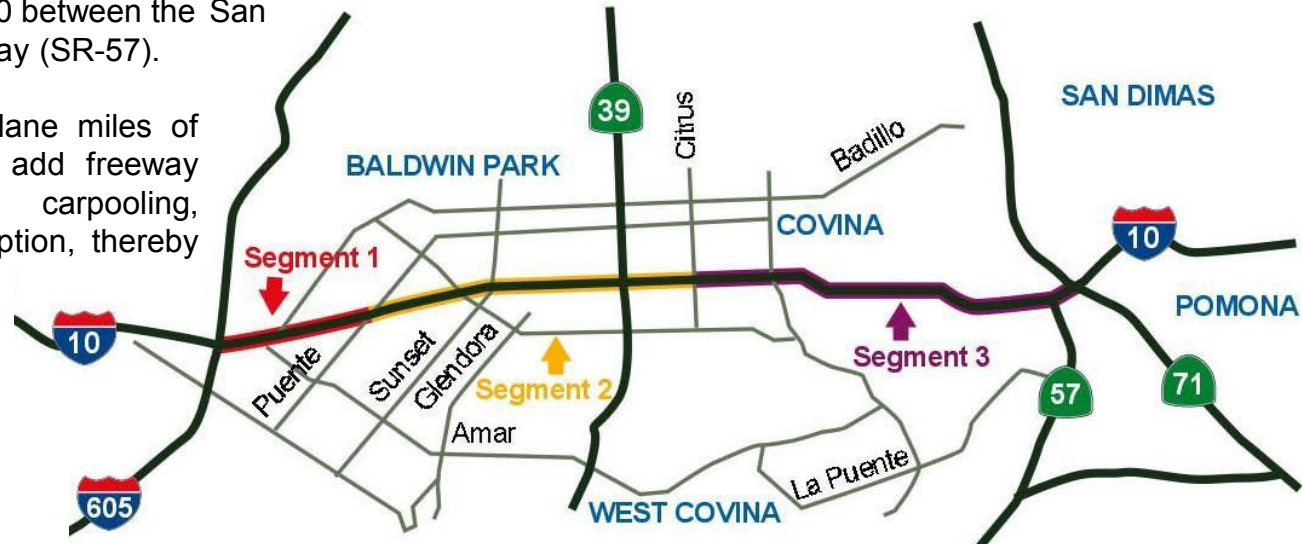 0 between the San
ay (SR-57).
lane miles of
add freeway
carpooling,
ption, thereby
39
Citrus
Badillo
SAN DIMAS
BALDWIN PARK
COVINA
10
Segment 1
POMONA
10
Puente
Sunset
Glendora
Segment 2
Segment 3
57
71
Amar
La Puente
605
WEST COVINA